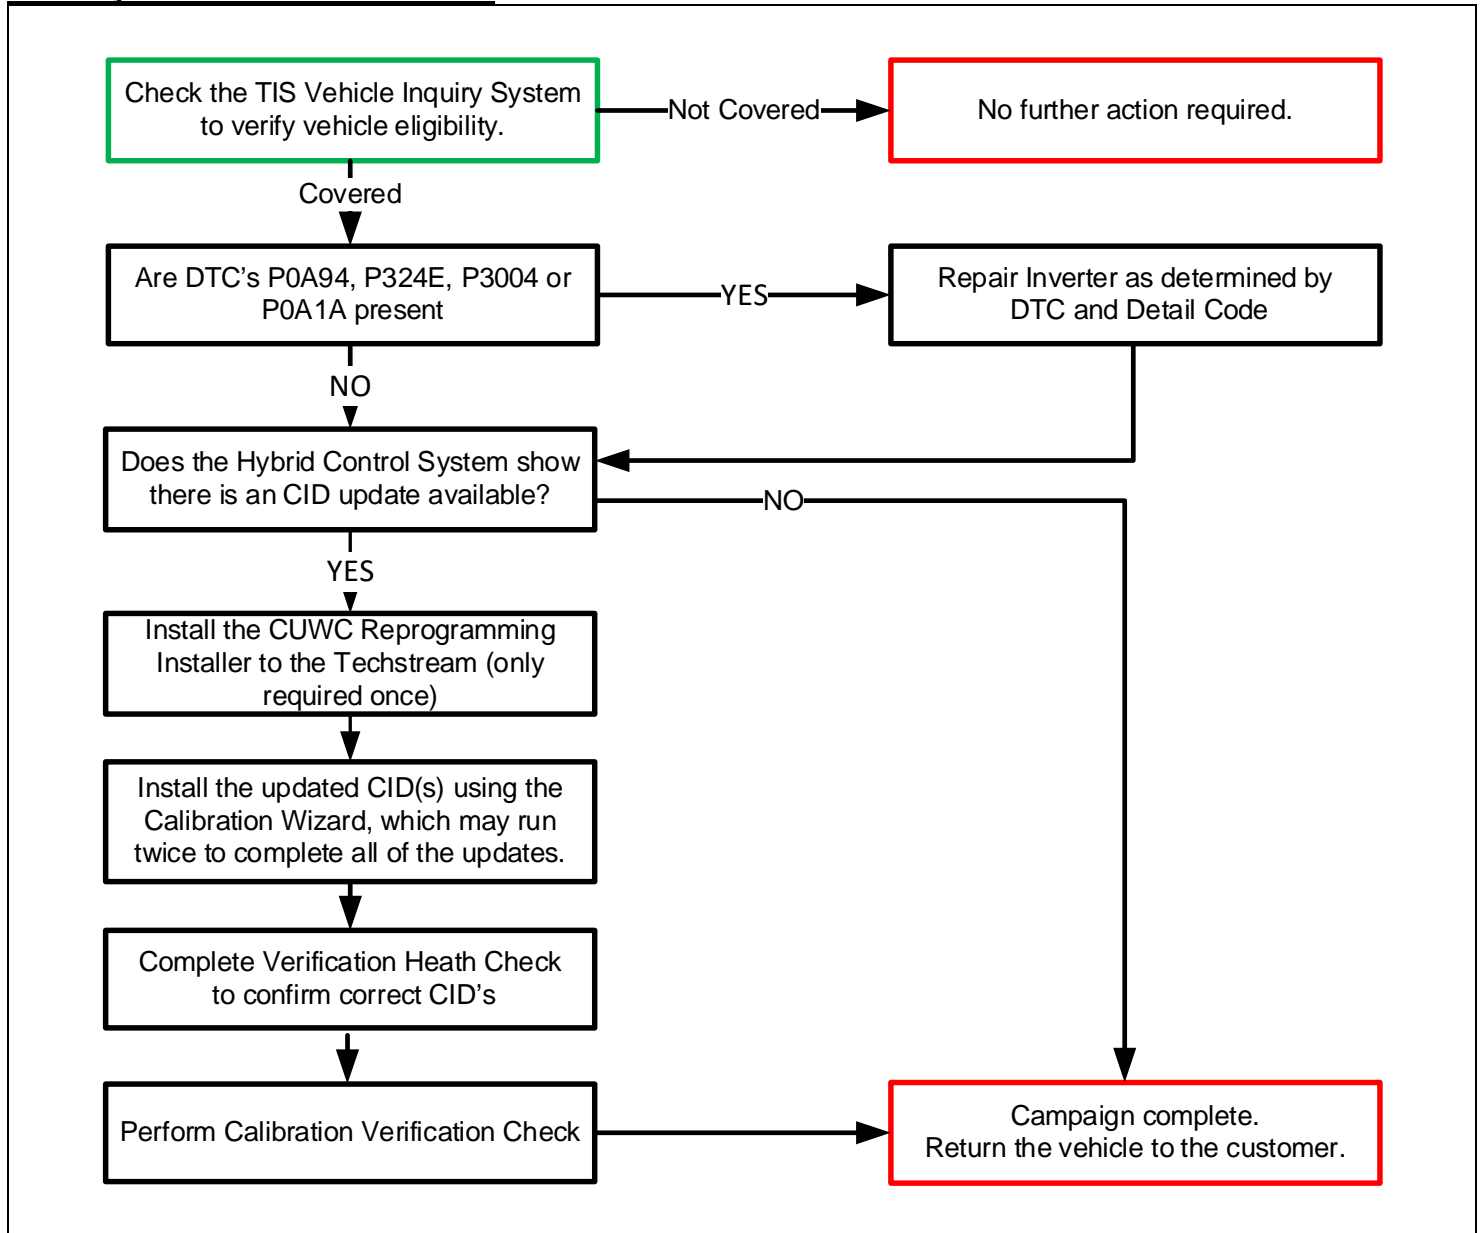 Check the TIS Vehicle Inquiry System
to verify vehicle eligibility.
Not Covered
No further action required.
Covered
Are DTC's P0A94, P324E, P3004 or
P0A1A present
YES
Repair Inverter as determined by
DTC and Detail Code
NO
Does the Hybrid Control System show
there is an CID update available?
NO
YES
Install the CUWC Reprogramming
Installer to the Techstream (only
required once)
Install the updated CID(s) using the
Calibration Wizard, which may run
twice to complete all of the updates.
Complete Verification Heath Check
to confirm correct CID's
Perform Calibration Verification Check
Campaign complete.
Return the vehicle to the customer.